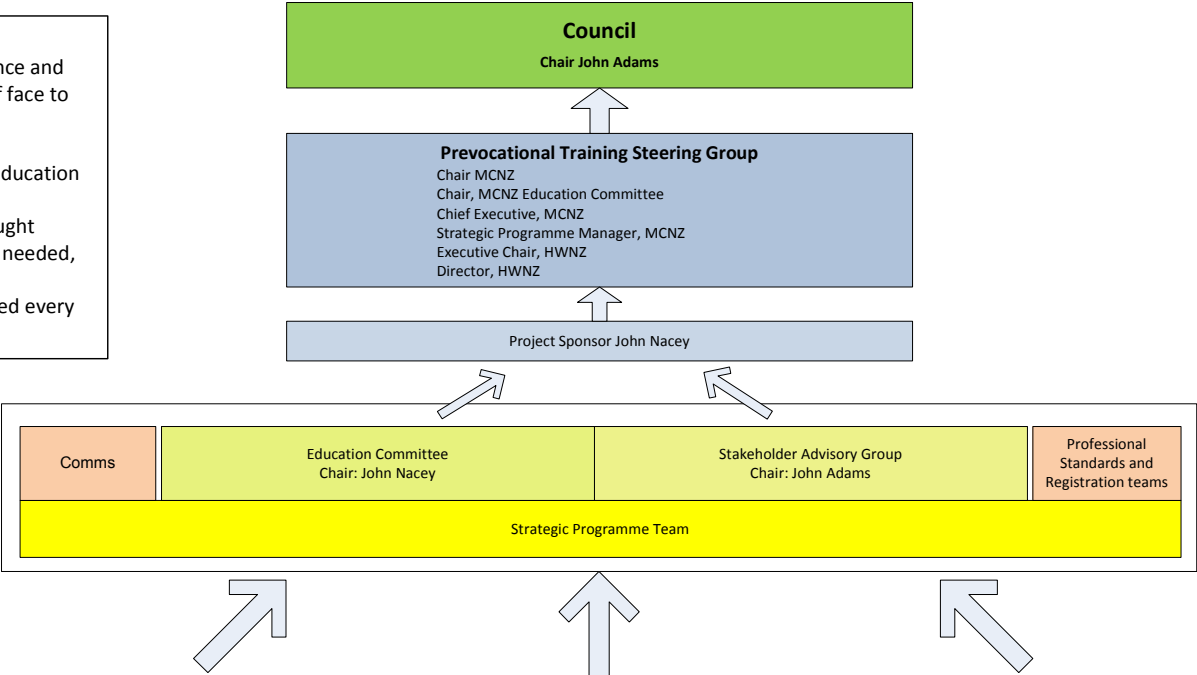 nce and
f face to
ducation
ught
needed,
ed every
Council
Chair John Adams
Prevocational Training Steering Group
Chair MCNZ
Chair, MCNZ Education Committee
Chief Executive, MCNZ
Strategic Programme Manager, MCNZ
Executive Chair, HWNZ
Director, HWNZ
Project Sponsor John Nacey
Comms
Education Committee
Chair: John Nacey
Stakeholder Advisory Group
Chair: John Adams
Professional
Standards and
Registration teams
Strategic Programme Team